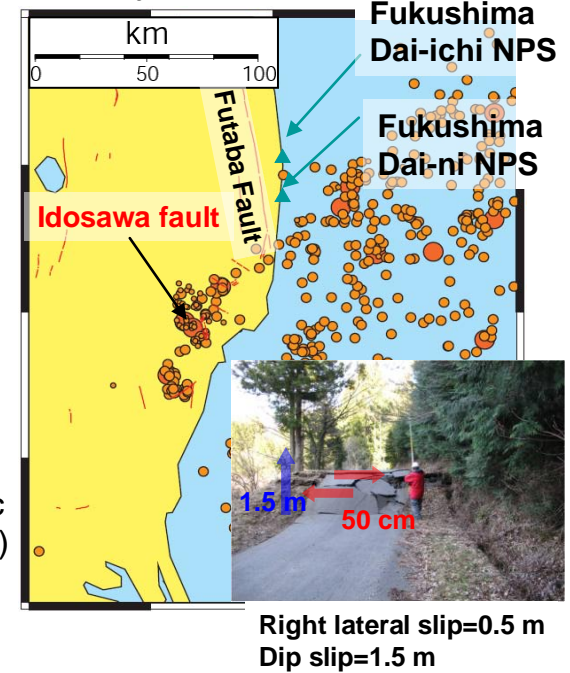 Fukushima
Dai-ichi NPS
km
0 50 100
Futaba Fault
Fukushima
Dai-ni NPS
Idosawa fault
1.5 m
50 cm
c
)
Right lateral slip=0.5 m
Dip slip=1.5 m